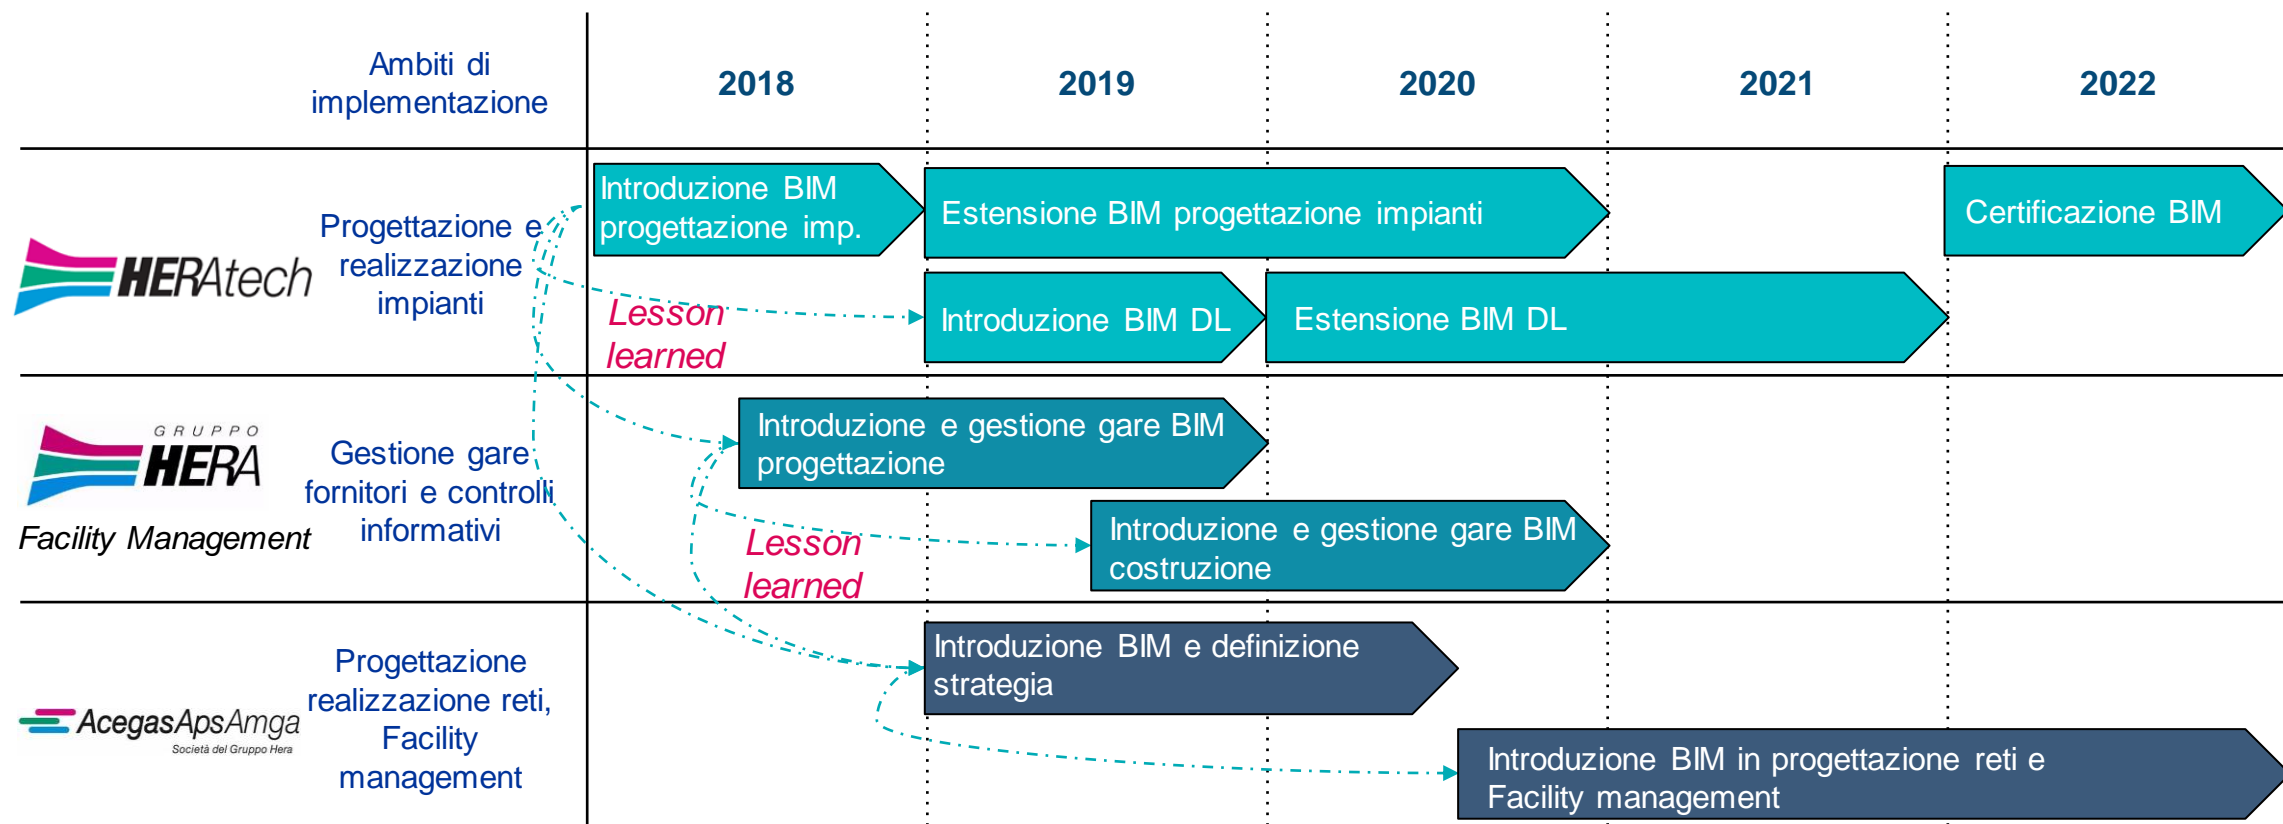 Ambiti di
implementazione
2018
2019
2020
2021
2022
HERAtech
Progettazione e
realizzazione
impianti
Introduzione BIM
progettazione imp.
Estensione BIM progettazione impianti
Certificazione BIM
Lesson
learned
Introduzione BIM DL
Estensione BIM DL
GRUPPO
HERA
Facility Management
Gestione gare
fornitori e controlli
informativi
Introduzione e gestione gare BIM
progettazione
Lesson
learned
Introduzione e gestione gare BIM
costruzione
AcegasApsAmga
Società del Gruppo Hera
Progettazione
realizzazione reti,
Facility
management
Introduzione BIM e definizione
strategia
Introduzione BIM in progettazione reti e
Facility management